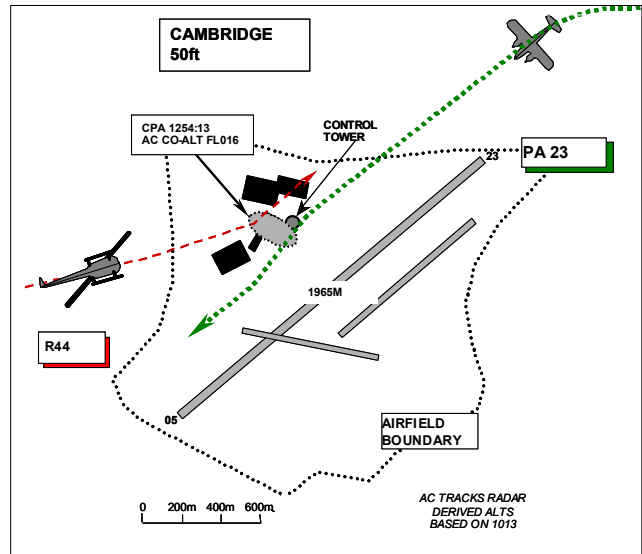 CAMBRIDGE
50ft
CPA 1254:13
AC CO-ALT FL016
CONTROL
TOWER
23
PA 23
1965M
R44
05
AIRFIELD
BOUNDARY
0 200m 400m 600m
AC TRACKS RADAR
DERIVED ALTS
BASED ON 1013